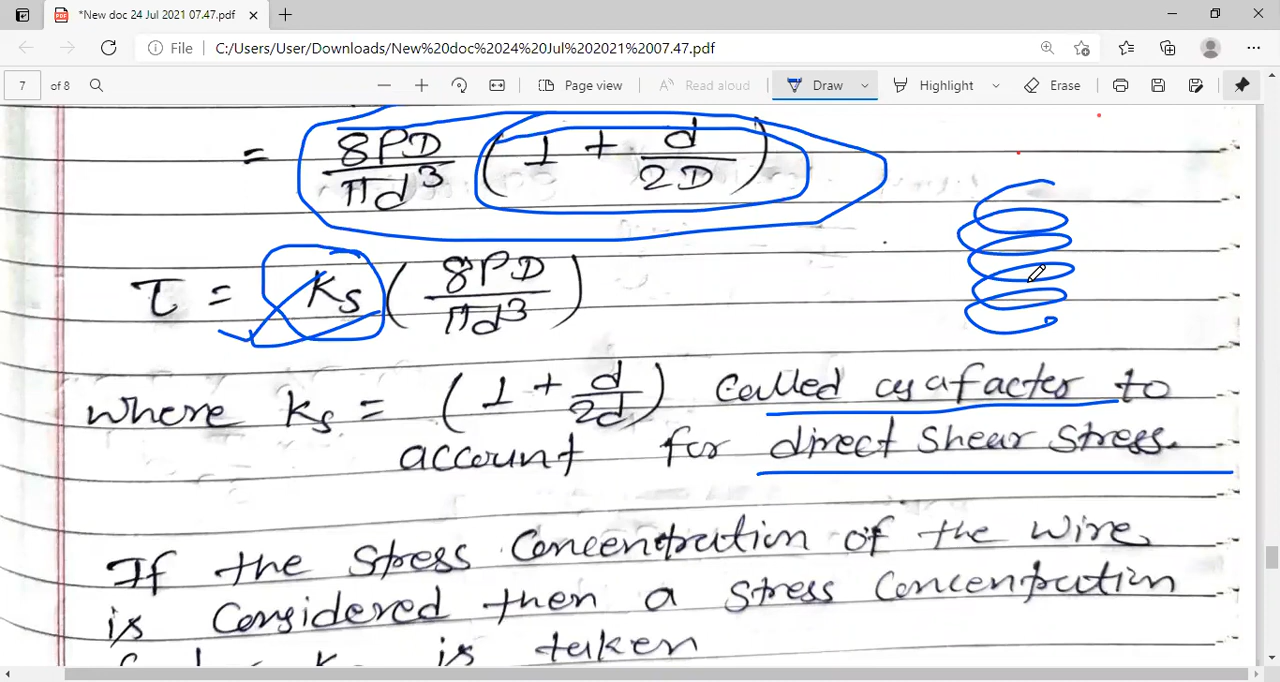 *New doc 24 Jul 2021 07.47.pdf
File C:/Users/User/Downloads/New%20doc%2024%20Jul%202021%2007.47.pdf
7 of 8 Page view Read aloud Draw Highlight Erase
= 8PD/πd³ (1 + d/2D)
τ = Ks (8PD/πd³)
where Ks = (1 + d/2d) Called as a facter to
account for direct Shear Stress.
If the Stress Concentration of the wire
is Considered then a Stress Concentration
is taken